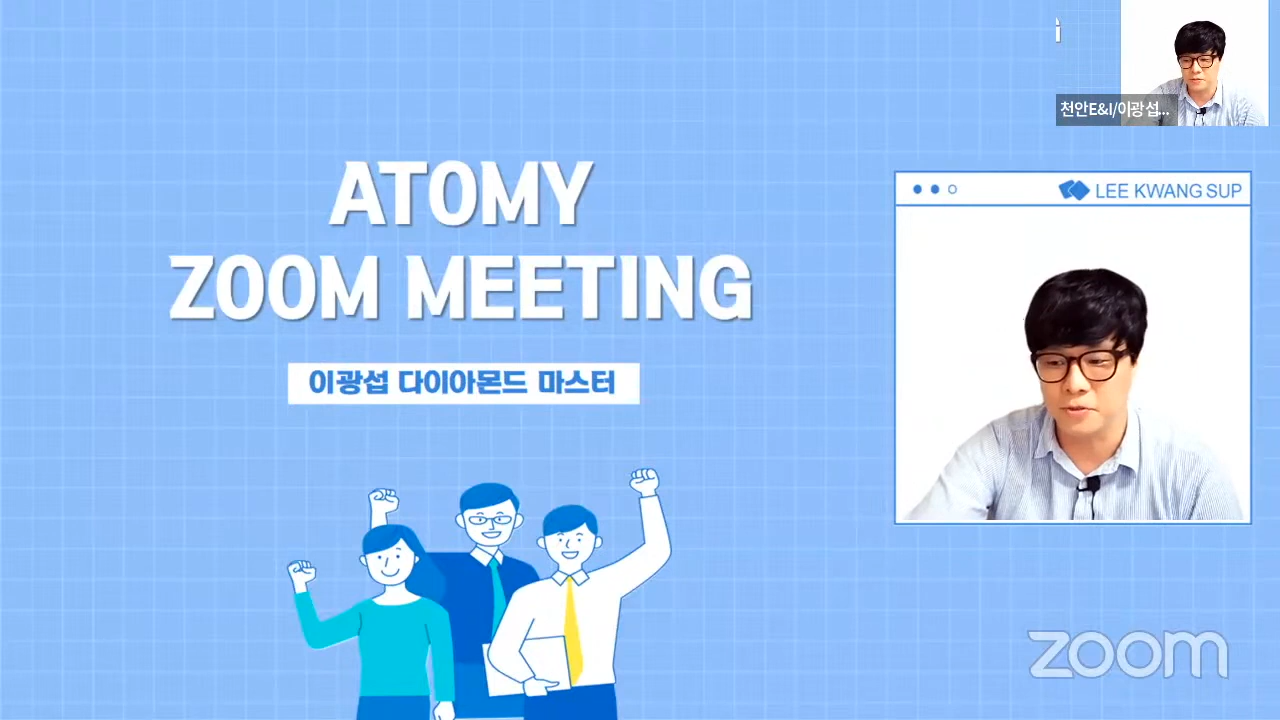 ATOMY
ZOOM MEETING
이광섭 다이아몬드 마스터
천안E&I/이광섭...
LEE KWANG SUP
zoom